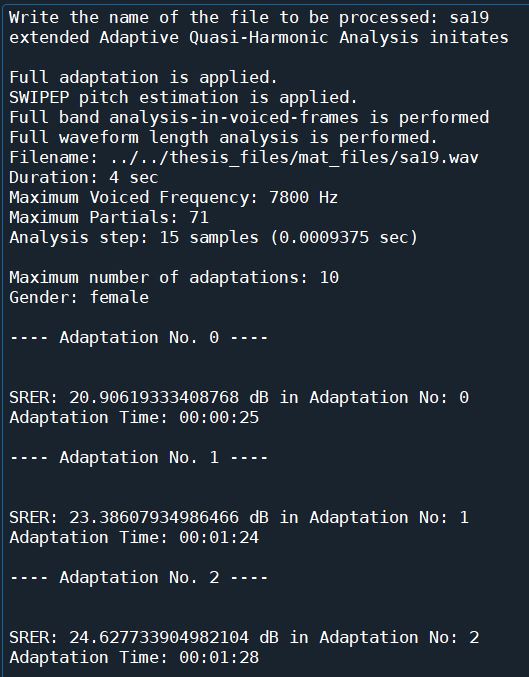 Write the name of the file to be processed: sa19
extended Adaptive Quasi-Harmonic Analysis initates
Full adaptation is applied.
SWIPEP pitch estimation is applied.
Full band analysis-in-voiced-frames is performed
Full waveform length analysis is performed.
Filename: ../../thesis_files/mat_files/sa19.wav
Duration: 4 sec
Maximum Voiced Frequency: 7800 Hz
Maximum Partials: 71
Analysis step: 15 samples (0.0009375 sec)
Maximum number of adaptations: 10
Gender: female
---- Adaptation No. 0 ----
SRER: 20.90619333408768 dB in Adaptation No: 0
Adaptation Time: 00:00:25
---- Adaptation No. 1 ----
SRER: 23.38607934986466 dB in Adaptation No: 1
Adaptation Time: 00:01:24
---- Adaptation No. 2 ----
SRER: 24.627733904982104 dB in Adaptation No: 2
Adaptation Time: 00:01:28